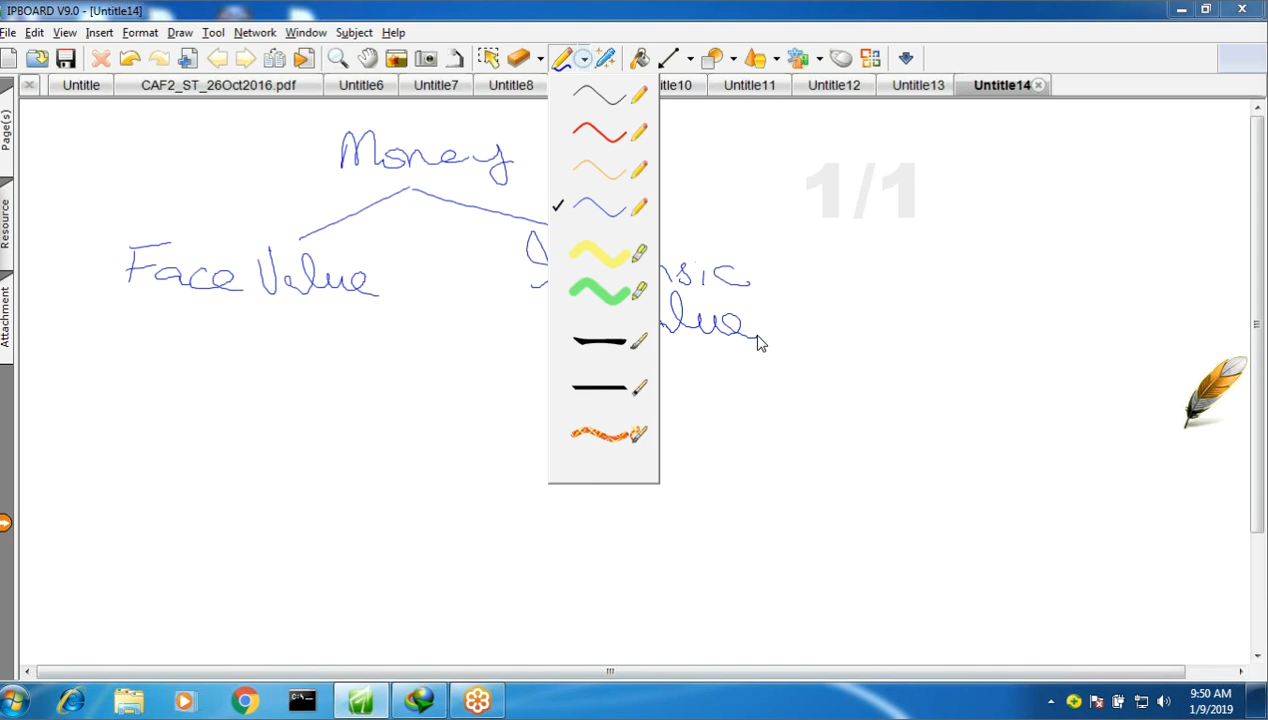 IPBOARD V9.0 - [Untitle14]
File Edit View Insert Format Draw Tool Network Window Subject Help
Untitle CAF2_ST_26Oct2016.pdf Untitle6 Untitle7 Untitle8 tle10 Untitle11 Untitle12 Untitle13 Untitle14
Page(s)
Resource
Attachment
1/1
Money
Face Value
sic
alue
9:50 AM
1/9/2019